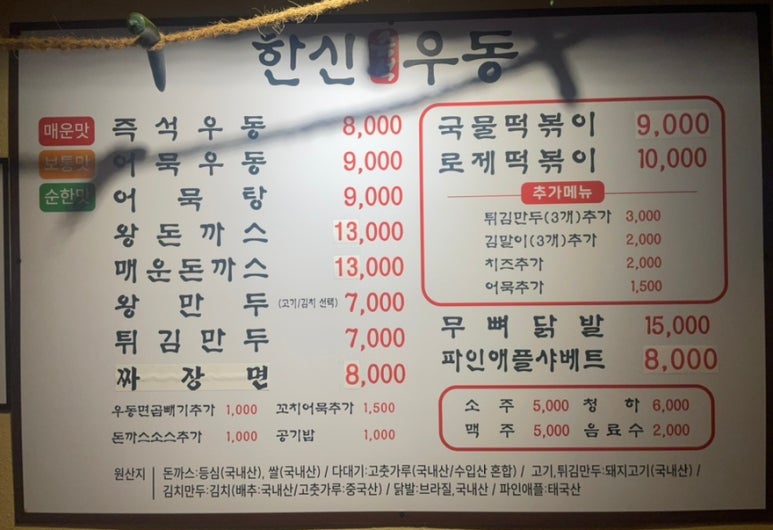 한신우동
매운맛
보통맛
순한맛
즉석우동 8,000
어묵우동 9,000
어묵탕 9,000
왕돈까스 13,000
매운돈까스 13,000
왕만두 (고기/김치 선택) 7,000
튀김만두 7,000
짜장면 8,000
우동면곱빼기추가 1,000 꼬치어묵추가 1,500
돈까스소스추가 1,000 공기밥 1,000
국물떡볶이 9,000
로제떡볶이 10,000
추가메뉴
튀김만두(3개)추가 3,000
김말이(3개)추가 2,000
치즈추가 2,000
어묵추가 1,500
무뼈닭발 15,000
파인애플샤베트 8,000
소주 5,000 청하 6,000
맥주 5,000 음료수 2,000
원산지 | 돈까스:등심(국내산), 쌀(국내산) / 다대기:고춧가루(국내산/수입산 혼합) / 고기,튀김만두:돼지고기(국내산) /
김치만두:김치(배추:국내산/고춧가루:중국산) / 닭발:브라질,국내산 / 파인애플:태국산